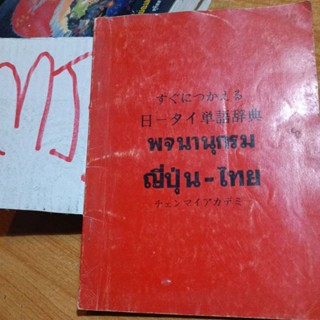 すぐにつかえる
日ータイ単語辞典
พจนานุกรม
ญี่ปุ่น - ไทย
チェンマイアカデミー